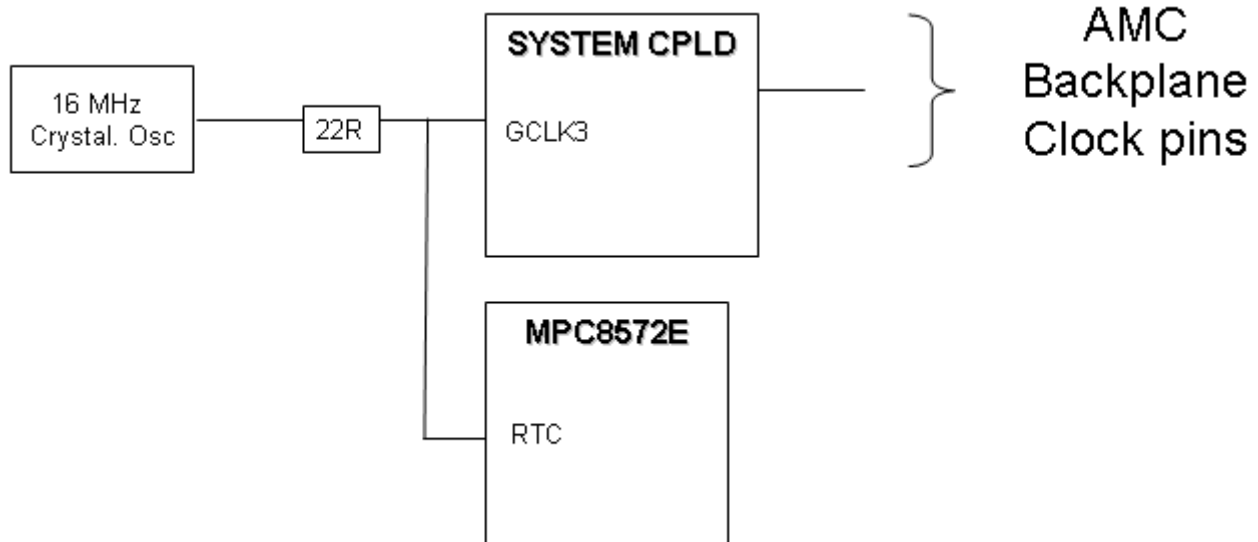 16 MHz
Crystal. Osc
22R
SYSTEM CPLD
GCLK3
AMC
Backplane
Clock pins
MPC8572E
RTC